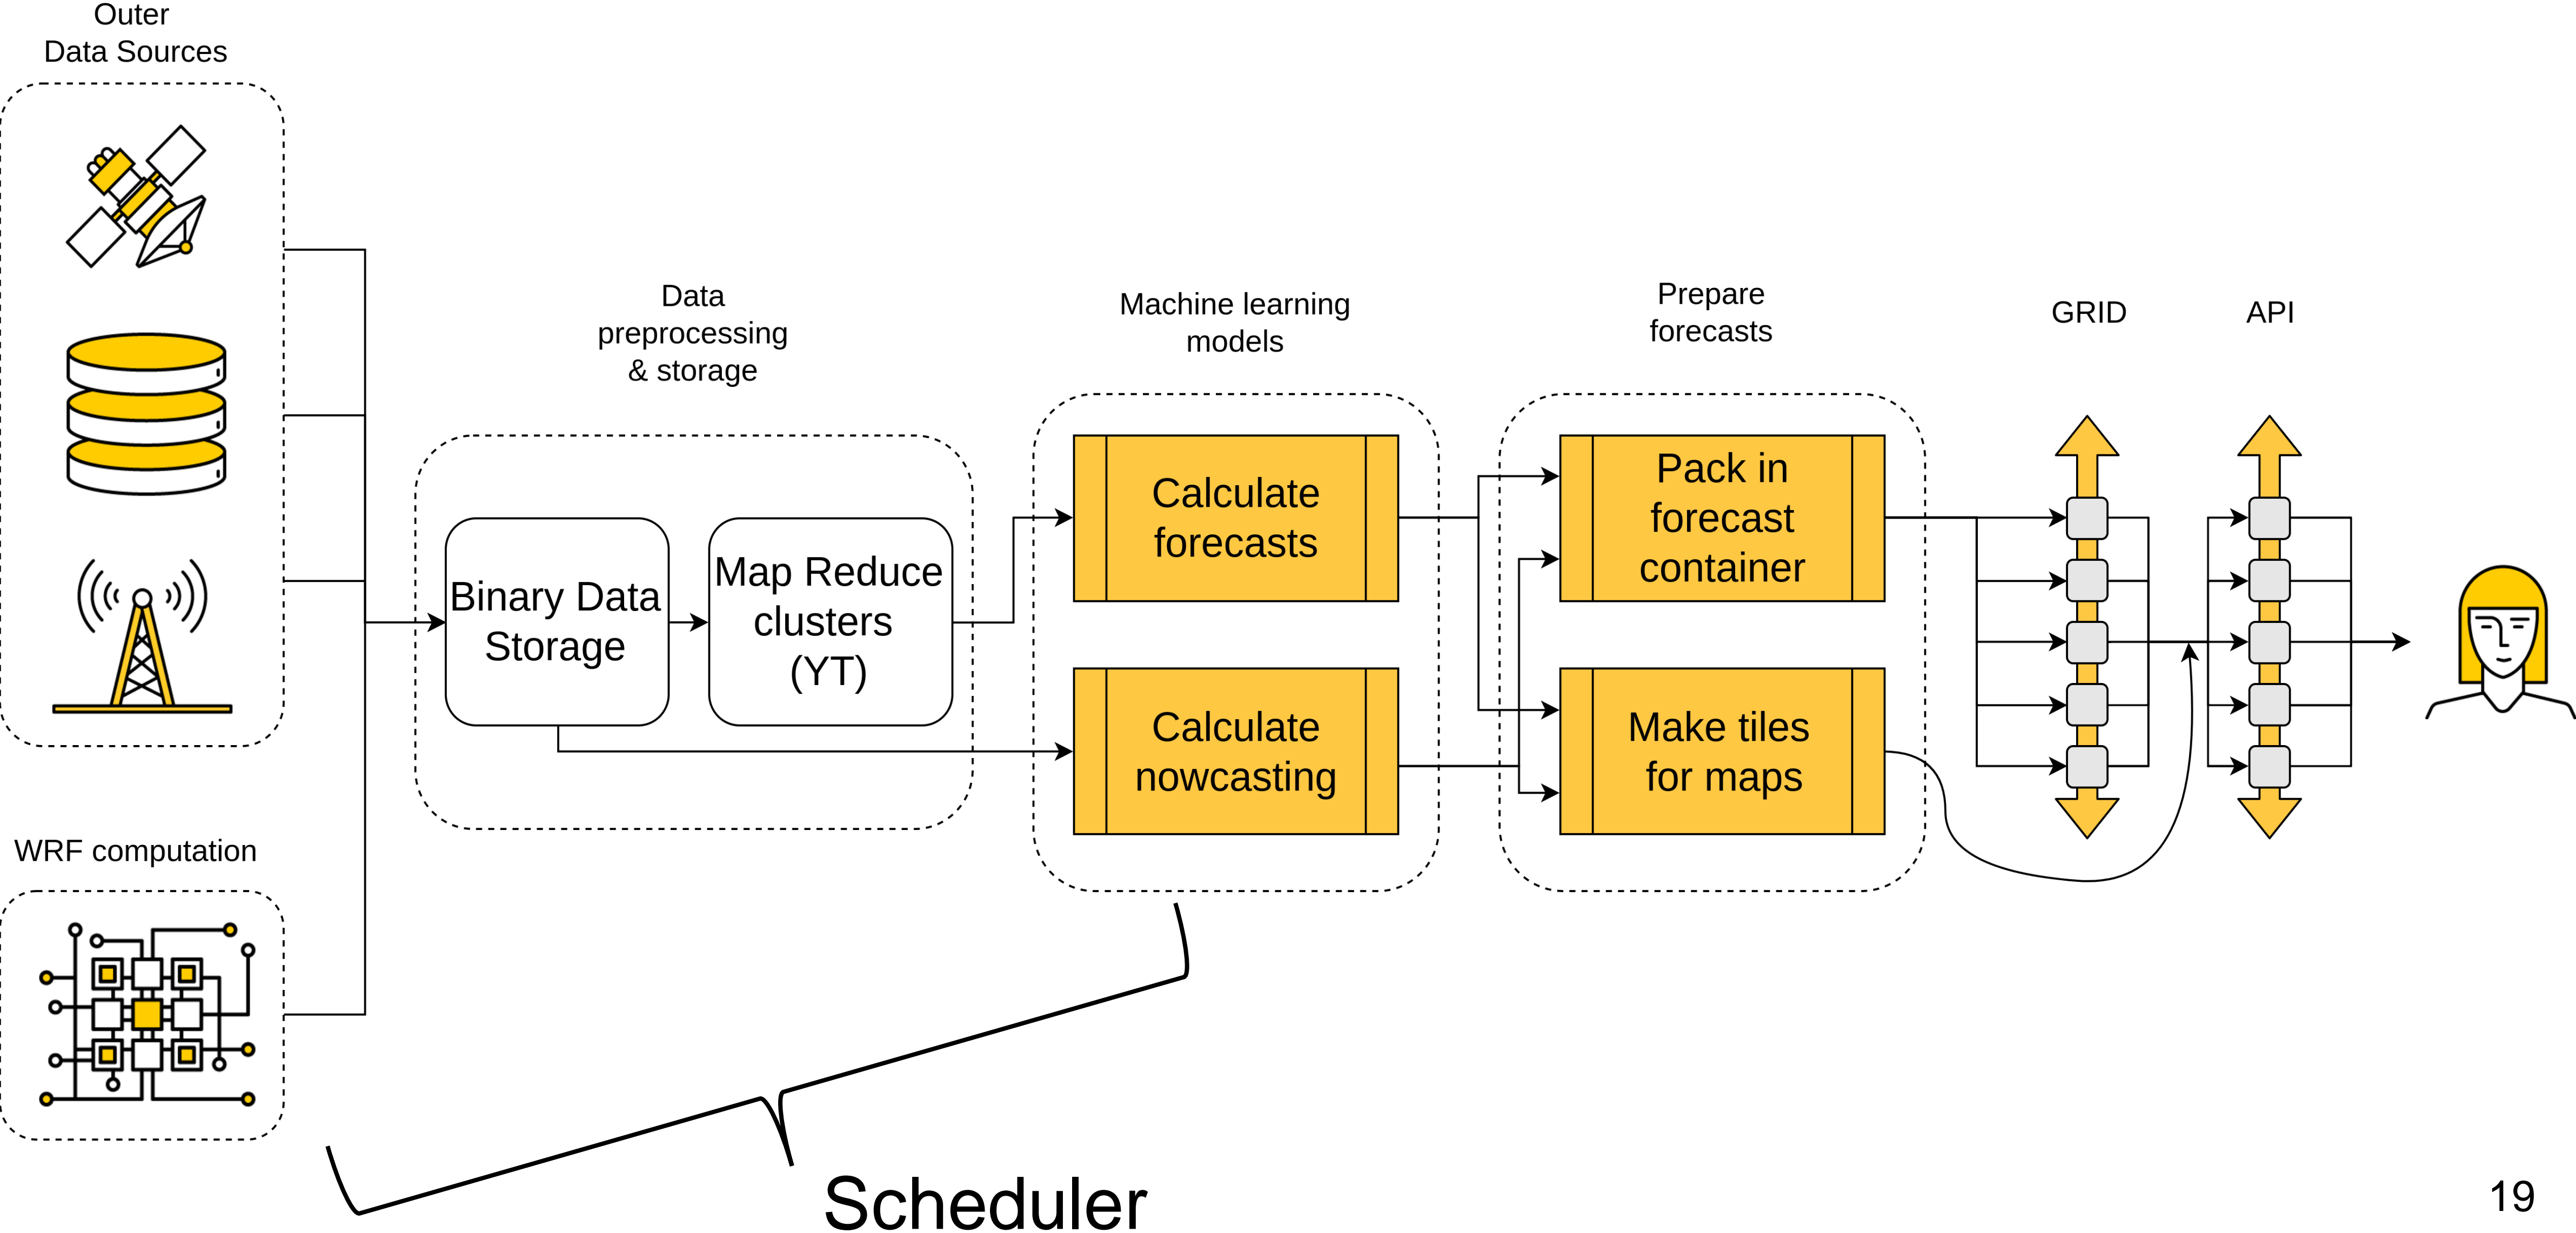 Outer
Data Sources
Data
preprocessing
& storage
Machine learning
models
Prepare
forecasts
GRID
API
Binary Data
Storage
Map Reduce
clusters
(YT)
Calculate
forecasts
Calculate
nowcasting
Pack in
forecast
container
Make tiles
for maps
WRF computation
Scheduler
19